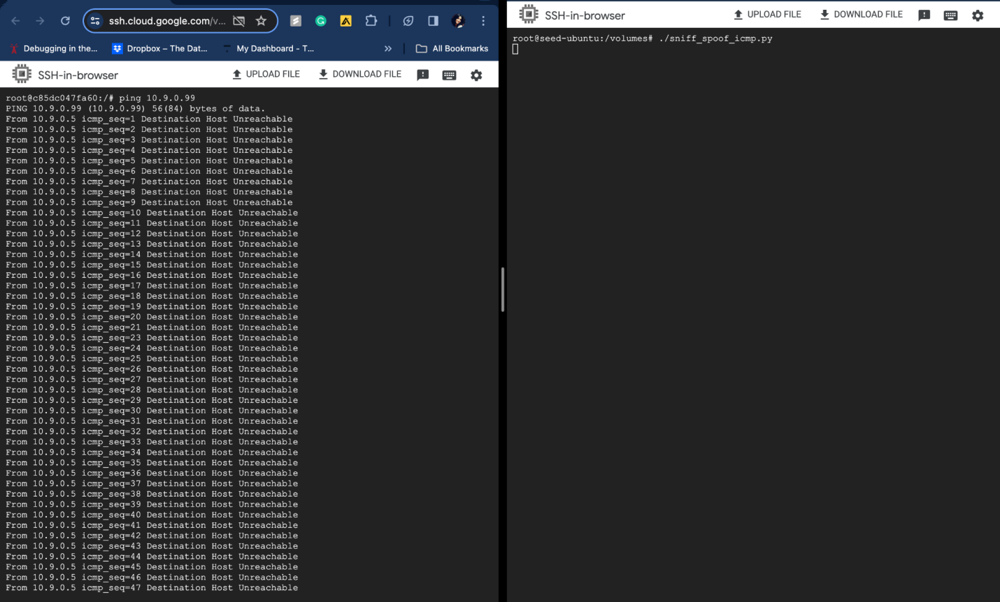 ssh.cloud.google.com/v...
Debugging in the...
Dropbox – The Dat...
My Dashboard - T...
»
All Bookmarks
SSH-in-browser
UPLOAD FILE
DOWNLOAD FILE
root@c85dc047fa60:/# ping 10.9.0.99
PING 10.9.0.99 (10.9.0.99) 56(84) bytes of data.
From 10.9.0.5 icmp_seq=1 Destination Host Unreachable
From 10.9.0.5 icmp_seq=2 Destination Host Unreachable
From 10.9.0.5 icmp_seq=3 Destination Host Unreachable
From 10.9.0.5 icmp_seq=4 Destination Host Unreachable
From 10.9.0.5 icmp_seq=5 Destination Host Unreachable
From 10.9.0.5 icmp_seq=6 Destination Host Unreachable
From 10.9.0.5 icmp_seq=7 Destination Host Unreachable
From 10.9.0.5 icmp_seq=8 Destination Host Unreachable
From 10.9.0.5 icmp_seq=9 Destination Host Unreachable
From 10.9.0.5 icmp_seq=10 Destination Host Unreachable
From 10.9.0.5 icmp_seq=11 Destination Host Unreachable
From 10.9.0.5 icmp_seq=12 Destination Host Unreachable
From 10.9.0.5 icmp_seq=13 Destination Host Unreachable
From 10.9.0.5 icmp_seq=14 Destination Host Unreachable
From 10.9.0.5 icmp_seq=15 Destination Host Unreachable
From 10.9.0.5 icmp_seq=16 Destination Host Unreachable
From 10.9.0.5 icmp_seq=17 Destination Host Unreachable
From 10.9.0.5 icmp_seq=18 Destination Host Unreachable
From 10.9.0.5 icmp_seq=19 Destination Host Unreachable
From 10.9.0.5 icmp_seq=20 Destination Host Unreachable
From 10.9.0.5 icmp_seq=21 Destination Host Unreachable
From 10.9.0.5 icmp_seq=23 Destination Host Unreachable
From 10.9.0.5 icmp_seq=24 Destination Host Unreachable
From 10.9.0.5 icmp_seq=25 Destination Host Unreachable
From 10.9.0.5 icmp_seq=26 Destination Host Unreachable
From 10.9.0.5 icmp_seq=27 Destination Host Unreachable
From 10.9.0.5 icmp_seq=28 Destination Host Unreachable
From 10.9.0.5 icmp_seq=29 Destination Host Unreachable
From 10.9.0.5 icmp_seq=30 Destination Host Unreachable
From 10.9.0.5 icmp_seq=31 Destination Host Unreachable
From 10.9.0.5 icmp_seq=32 Destination Host Unreachable
From 10.9.0.5 icmp_seq=33 Destination Host Unreachable
From 10.9.0.5 icmp_seq=34 Destination Host Unreachable
From 10.9.0.5 icmp_seq=35 Destination Host Unreachable
From 10.9.0.5 icmp_seq=36 Destination Host Unreachable
From 10.9.0.5 icmp_seq=37 Destination Host Unreachable
From 10.9.0.5 icmp_seq=38 Destination Host Unreachable
From 10.9.0.5 icmp_seq=39 Destination Host Unreachable
From 10.9.0.5 icmp_seq=40 Destination Host Unreachable
From 10.9.0.5 icmp_seq=41 Destination Host Unreachable
From 10.9.0.5 icmp_seq=42 Destination Host Unreachable
From 10.9.0.5 icmp_seq=43 Destination Host Unreachable
From 10.9.0.5 icmp_seq=44 Destination Host Unreachable
From 10.9.0.5 icmp_seq=45 Destination Host Unreachable
From 10.9.0.5 icmp_seq=46 Destination Host Unreachable
From 10.9.0.5 icmp_seq=47 Destination Host Unreachable
SSH-in-browser
UPLOAD FILE
DOWNLOAD FILE
root@seed-ubuntu:/volumes# ./sniff_spoof_icmp.py